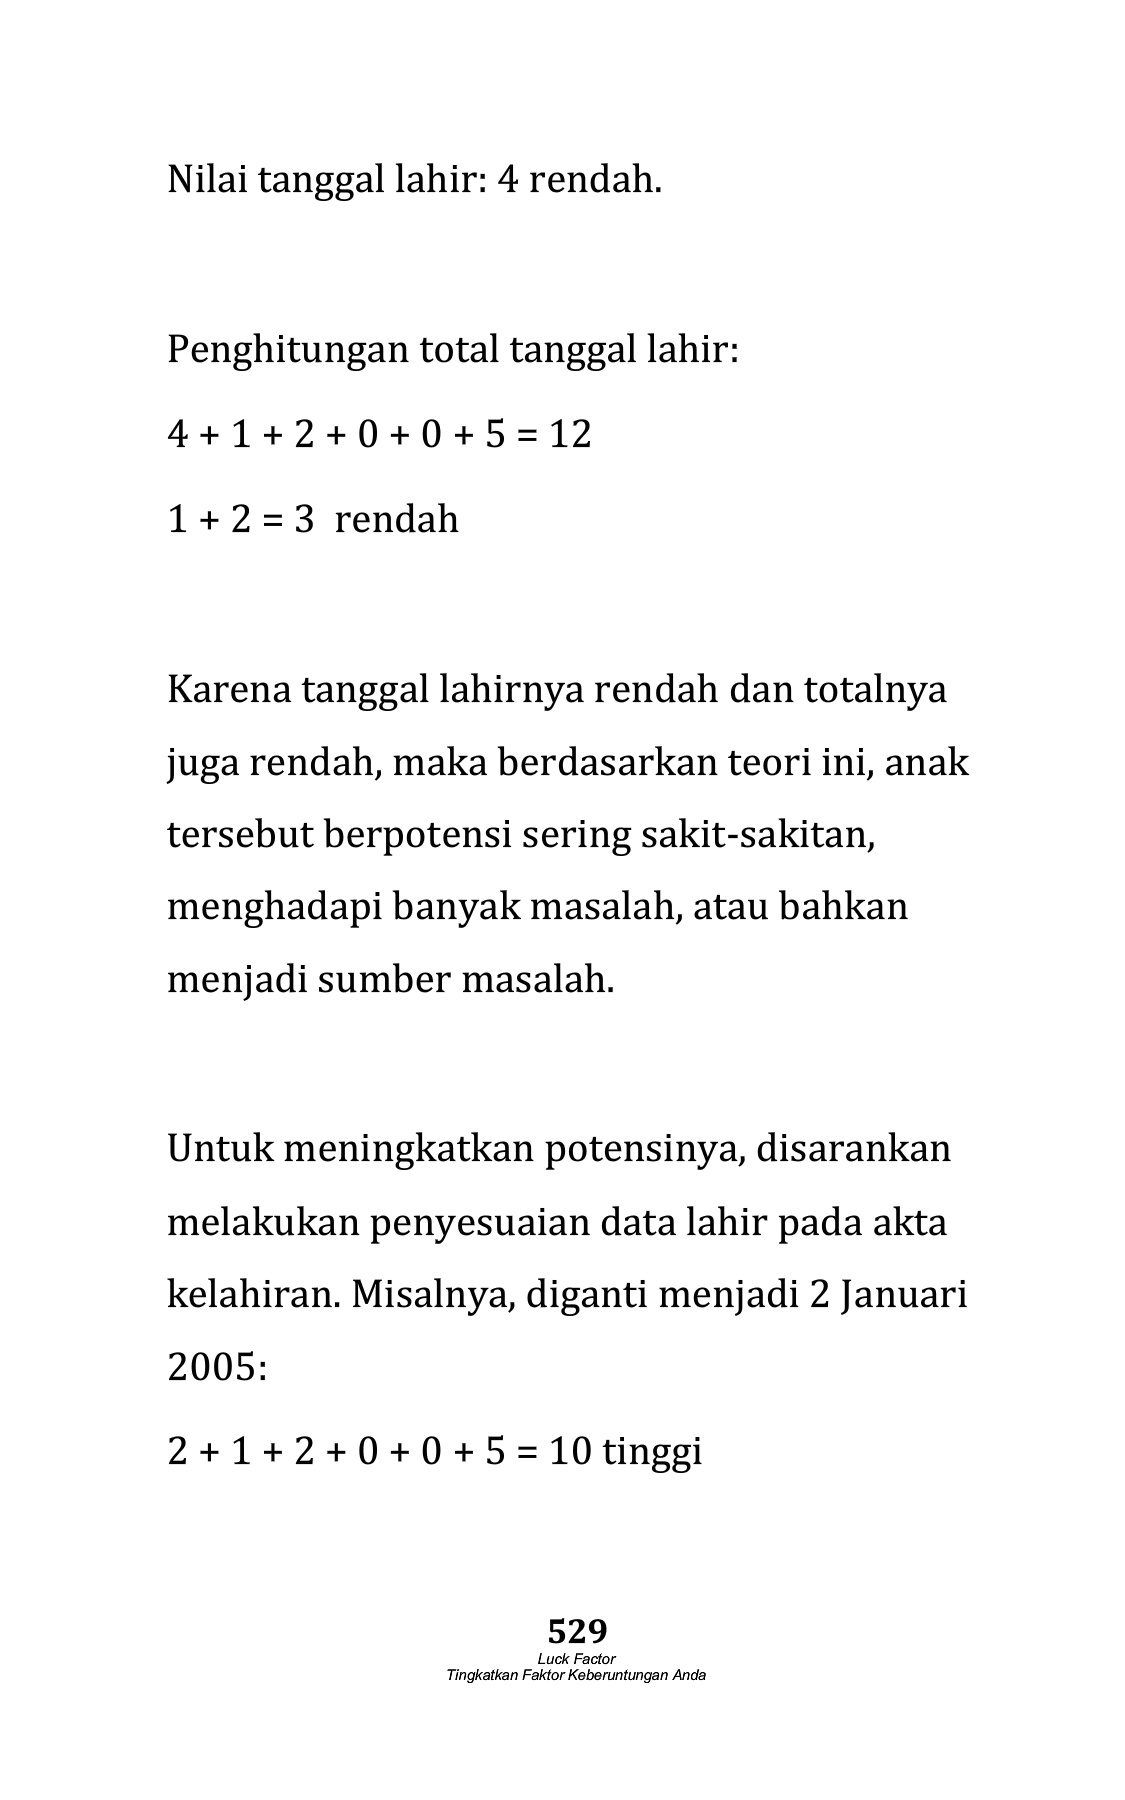 Nilai tanggal lahir: 4 rendah.
Penghitungan total tanggal lahir:
4 + 1 + 2 + 0 + 0 + 5 = 12
1 + 2 = 3  rendah
Karena tanggal lahirnya rendah dan totalnya
juga rendah, maka berdasarkan teori ini, anak
tersebut berpotensi sering sakit-sakitan,
menghadapi banyak masalah, atau bahkan
menjadi sumber masalah.
Untuk meningkatkan potensinya, disarankan
melakukan penyesuaian data lahir pada akta
kelahiran. Misalnya, diganti menjadi 2 Januari
2005:
2 + 1 + 2 + 0 + 0 + 5 = 10 tinggi
529
Luck Factor
Tingkatkan Faktor Keberuntungan Anda